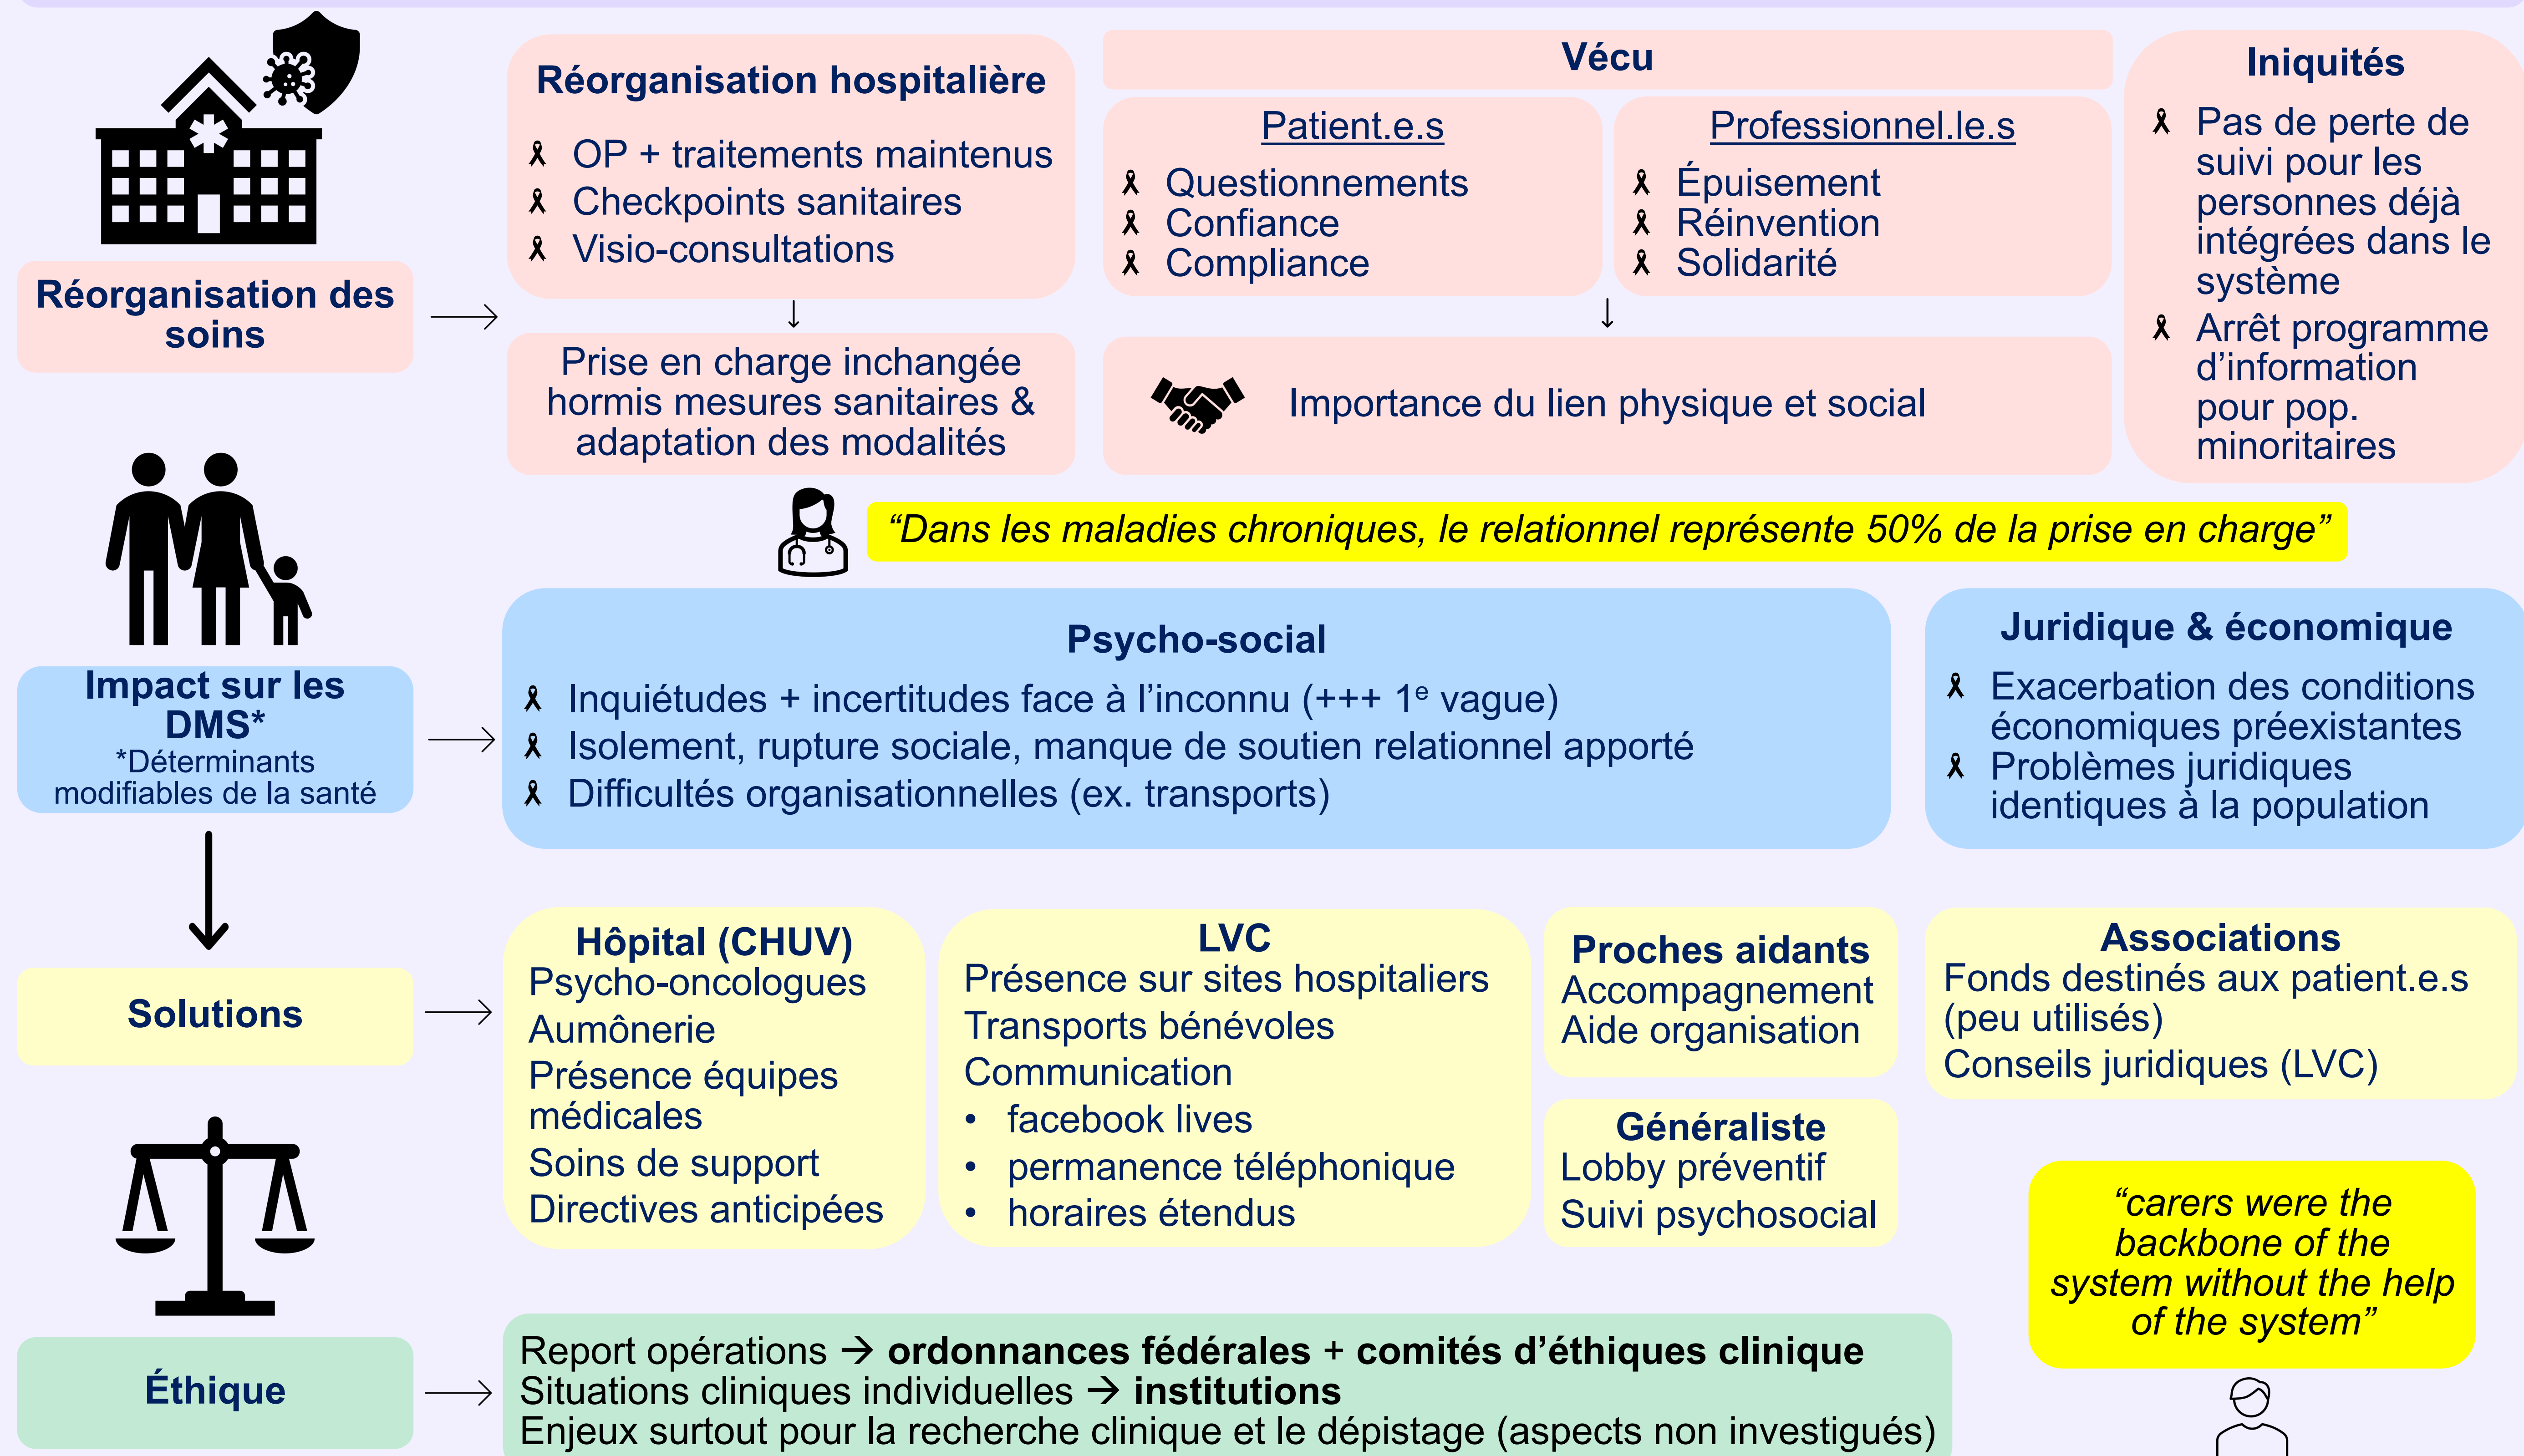 Réorganisation des
soins
Réorganisation hospitalière
OP + traitements maintenus
Checkpoints sanitaires
Visio-consultations
Prise en charge inchangée
hormis mesures sanitaires &
adaptation des modalités
Vécu
Patient.e.s
Questionnements
Confiance
Compliance
Professionnel.le.s
Épuisement
Réinvention
Solidarité
Importance du lien physique et social
Iniquités
Pas de perte de
suivi pour les
personnes déjà
intégrées dans le
système
Arrêt programme
d’information
pour pop.
minoritaires
“Dans les maladies chroniques, le relationnel représente 50% de la prise en charge”
Impact sur les
DMS*
*Déterminants
modifiables de la santé
Psycho-social
Inquiétudes + incertitudes face à l’inconnu (+++ 1e vague)
Isolement, rupture sociale, manque de soutien relationnel apporté
Difficultés organisationnelles (ex. transports)
Juridique & économique
Exacerbation des conditions
économiques préexistantes
Problèmes juridiques
identiques à la population
Solutions
Hôpital (CHUV)
Psycho-oncologues
Aumônerie
Présence équipes
médicales
Soins de support
Directives anticipées
LVC
Présence sur sites hospitaliers
Transports bénévoles
Communication
• facebook lives
• permanence téléphonique
• horaires étendus
Proches aidants
Accompagnement
Aide organisation
Généraliste
Lobby préventif
Suivi psychosocial
Associations
Fonds destinés aux patient.e.s
(peu utilisés)
Conseils juridiques (LVC)
“carers were the
backbone of the
system without the help
of the system”
Éthique
Report opérations → ordonnances fédérales + comités d’éthiques clinique
Situations cliniques individuelles → institutions
Enjeux surtout pour la recherche clinique et le dépistage (aspects non investigués)